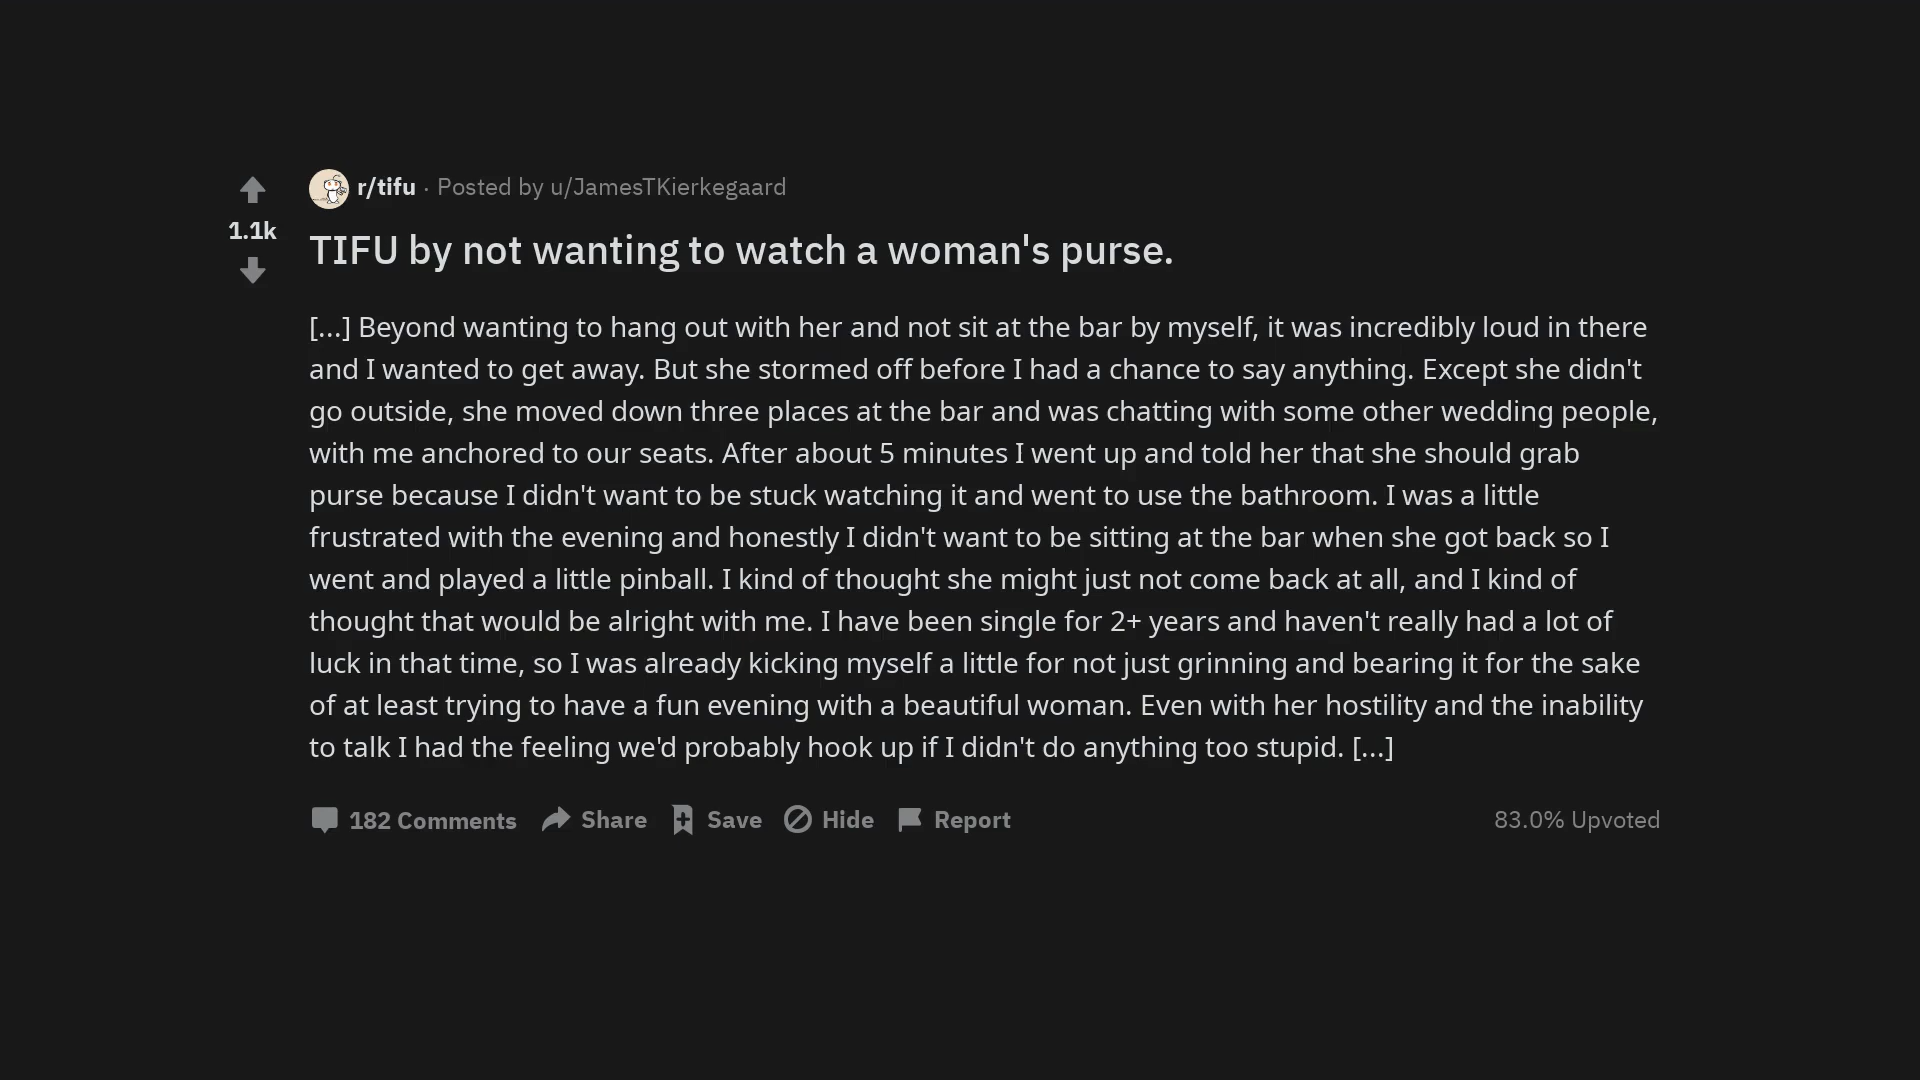 r/tifu · Posted by u/JamesTKierkegaard
1.1k
TIFU by not wanting to watch a woman's purse.
[...] Beyond wanting to hang out with her and not sit at the bar by myself, it was incredibly loud in there
and I wanted to get away. But she stormed off before I had a chance to say anything. Except she didn't
go outside, she moved down three places at the bar and was chatting with some other wedding people,
with me anchored to our seats. After about 5 minutes I went up and told her that she should grab
purse because I didn't want to be stuck watching it and went to use the bathroom. I was a little
frustrated with the evening and honestly I didn't want to be sitting at the bar when she got back so I
went and played a little pinball. I kind of thought she might just not come back at all, and I kind of
thought that would be alright with me. I have been single for 2+ years and haven't really had a lot of
luck in that time, so I was already kicking myself a little for not just grinning and bearing it for the sake
of at least trying to have a fun evening with a beautiful woman. Even with her hostility and the inability
to talk I had the feeling we'd probably hook up if I didn't do anything too stupid. [...]
182 Comments Share Save Hide Report 83.0% Upvoted